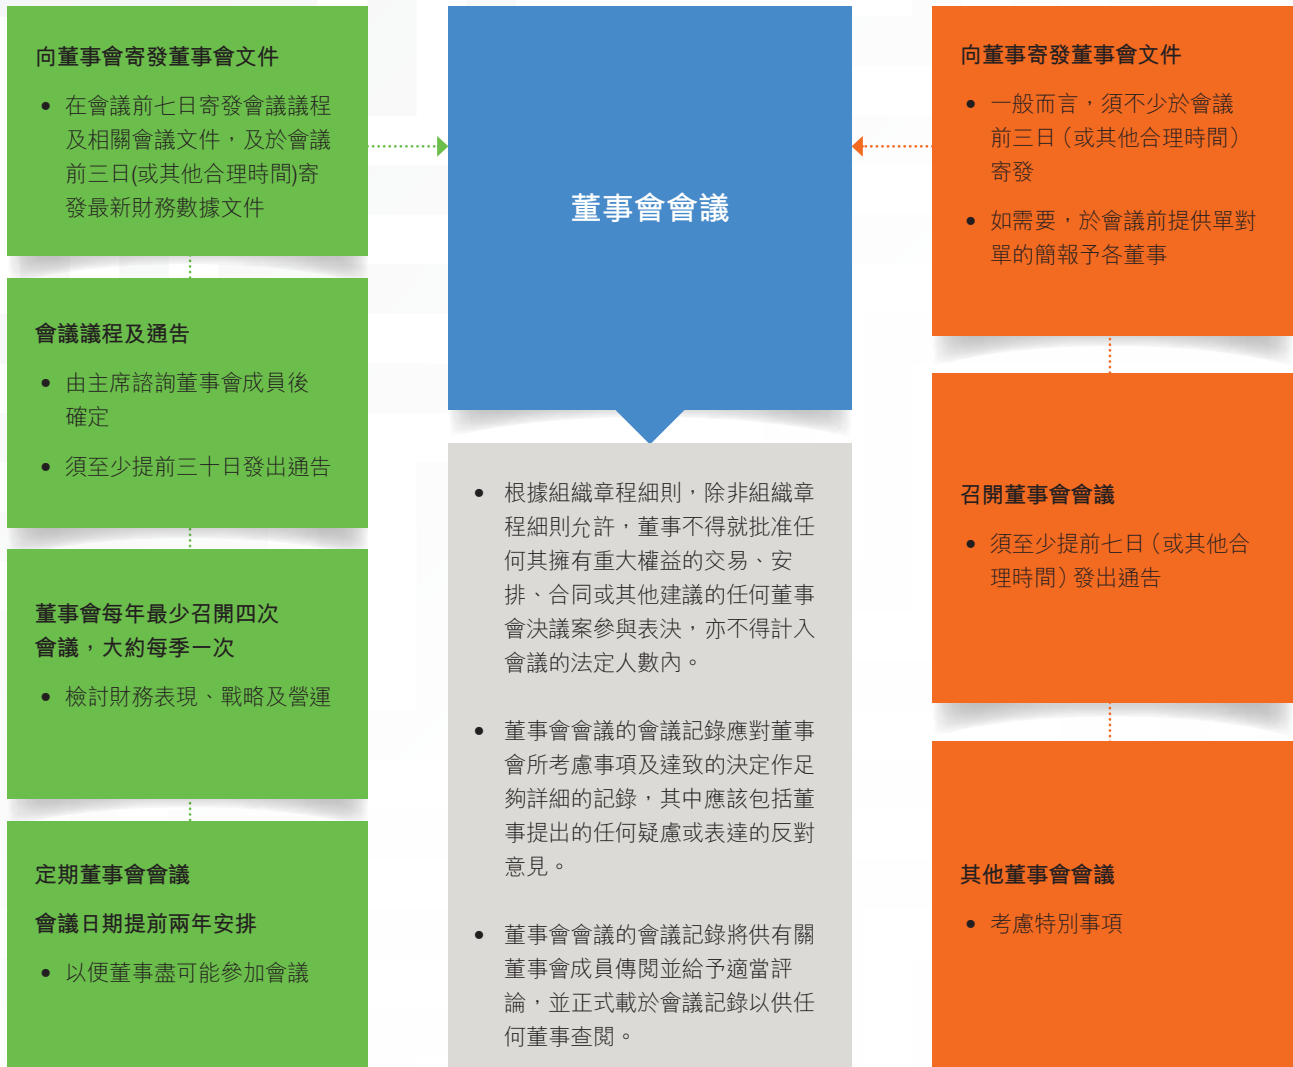 向董事會寄發董事會文件
• 在會議前七日寄發會議議程
及相關會議文件，及於會議
前三日(或其他合理時間)寄
發最新財務數據文件
會議議程及通告
• 由主席諮詢董事會成員後
確定
• 須至少提前三十日發出通告
董事會每年最少召開四次
會議，大約每季一次
• 檢討財務表現、戰略及營運
定期董事會會議
會議日期提前兩年安排
• 以便董事盡可能參加會議
董事會會議
• 根據組織章程細則，除非組織章
程細則允許，董事不得就批准任
何其擁有重大權益的交易、安
排、合同或其他建議的任何董事
會決議案參與表決，亦不得計入
會議的法定人數內。
• 董事會會議的會議記錄應對董事
會所考慮事項及達致的決定作足
夠詳細的記錄，其中應該包括董
事提出的任何疑慮或表達的反對
意見。
• 董事會會議的會議記錄將供有關
董事會成員傳閱並給予適當評
論，並正式載於會議記錄以供任
何董事查閱。
向董事寄發董事會文件
• 一般而言，須不少於會議
前三日（或其他合理時間）
寄發
• 如需要，於會議前提供單對
單的簡報予各董事
召開董事會會議
• 須至少提前七日（或其他合
理時間）發出通告
其他董事會會議
• 考慮特別事項